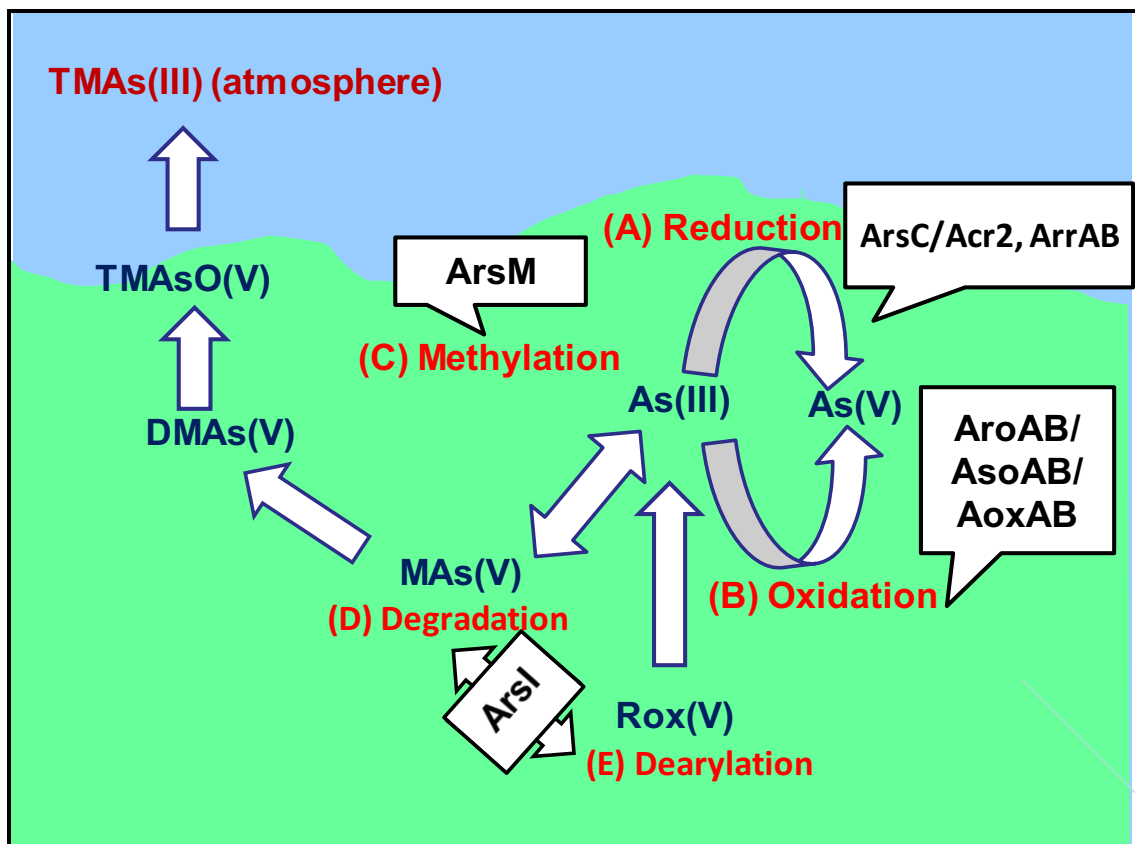 TMAs(III) (atmosphere)
(A) Reduction
ArsC/Acr2, ArrAB
TMAsO(V)
ArsM
(C) Methylation
As(III)
As(V)
DMAs(V)
AroAB/
AsoAB/
AoxAB
MAs(V)
(D) Degradation
(B) Oxidation
ArsI
Rox(V)
(E) Dearylation